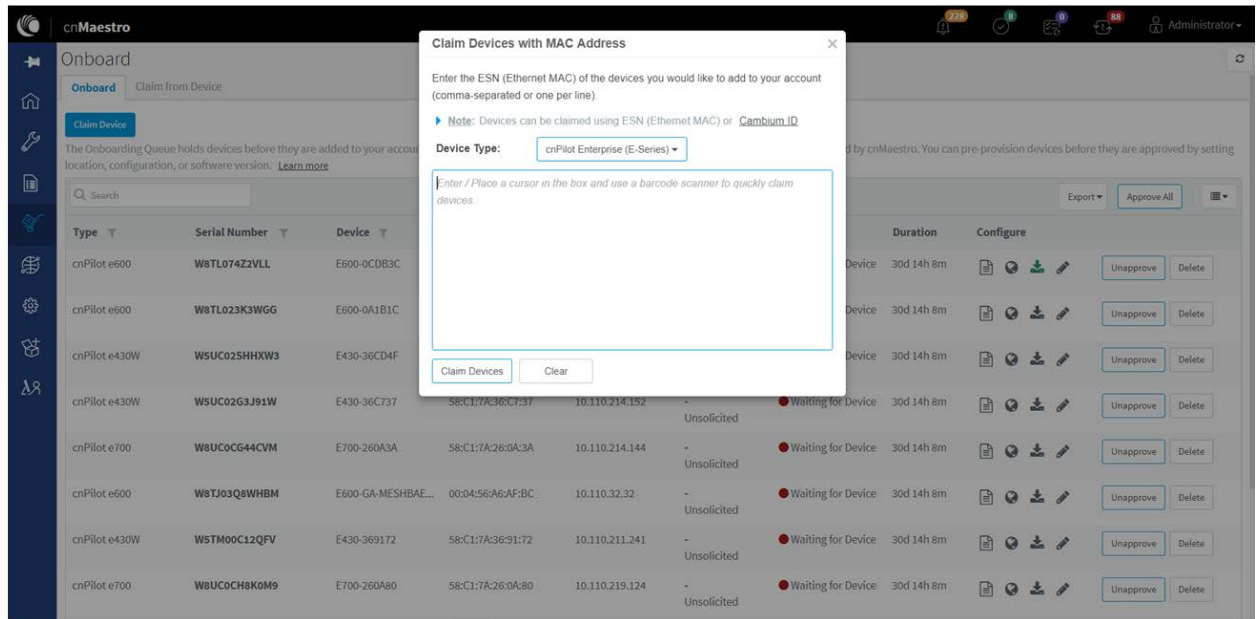 cnMaestro
228
8
0
88
Administrator
Onboard
Onboard
Claim from Device
Claim Device
The Onboarding Queue holds devices before they are added to your accoun
d by cnMaestro. You can pre-provision devices before they are approved by setting
location, configuration, or software version. Learn more
Search
Export
Approve All
Type Serial Number Device Duration Configure
cnPilot e600 W8TL074Z2VLL E600-0CDB3C Device 30d 14h 8m Unapprove Delete
cnPilot e600 W8TL023K3WGG E600-0A1B1C Device 30d 14h 8m Unapprove Delete
cnPilot e430W W5UC02SHHXW3 E430-36CD4F Device 30d 14h 8m Unapprove Delete
cnPilot e430W W5UC02G3J91W E430-36C737 58:C1:7A:36:C7:37 10.110.214.152 - Waiting for Device 30d 14h 8m Unapprove Delete
Unsolicited
cnPilot e700 W8UC0CG44CVM E700-260A3A 58:C1:7A:26:0A:3A 10.110.214.144 - Waiting for Device 30d 14h 8m Unapprove Delete
Unsolicited
cnPilot e600 W8TJ03Q8WHBM E600-GA-MESHBAE... 00:04:56:A6:AF:BC 10.110.32.32 - Waiting for Device 30d 14h 8m Unapprove Delete
Unsolicited
cnPilot e430W W5TM00C12QFV E430-369172 58:C1:7A:36:91:72 10.110.211.241 - Waiting for Device 30d 14h 8m Unapprove Delete
Unsolicited
cnPilot e700 W8UC0CH8K0M9 E700-260A80 58:C1:7A:26:0A:80 10.110.219.124 - Waiting for Device 30d 14h 8m Unapprove Delete
Unsolicited
Claim Devices with MAC Address
Enter the ESN (Ethernet MAC) of the devices you would like to add to your account
(comma-separated or one per line).
Note: Devices can be claimed using ESN (Ethernet MAC) or Cambium ID
Device Type: cnPilot Enterprise (E-Series)
Enter / Place a cursor in the box and use a barcode scanner to quickly claim
devices.
Claim Devices Clear